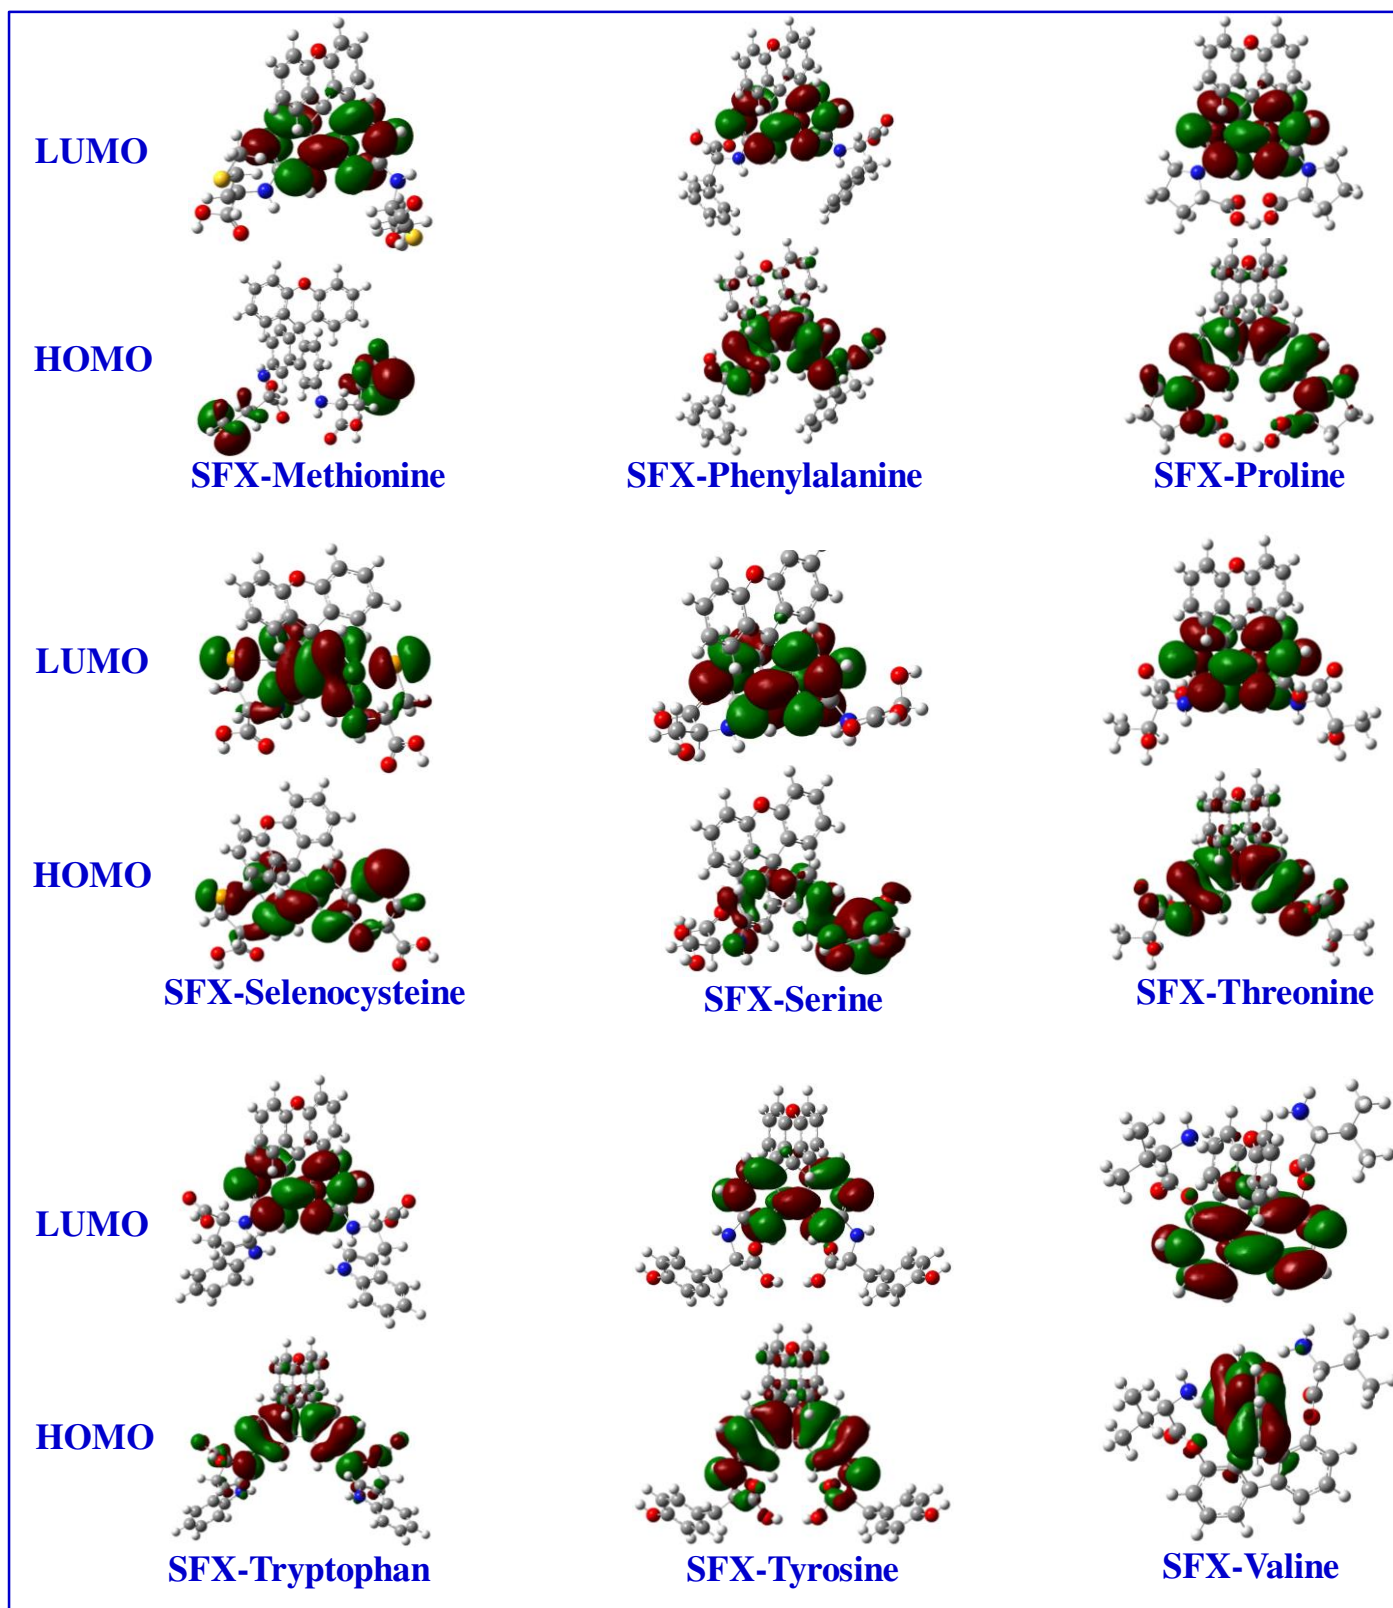 LUMO
HOMO
SFX-Methionine SFX-Phenylalanine SFX-Proline
LUMO
HOMO
SFX-Selenocysteine SFX-Serine SFX-Threonine
LUMO
HOMO
SFX-Tryptophan SFX-Tyrosine SFX-Valine